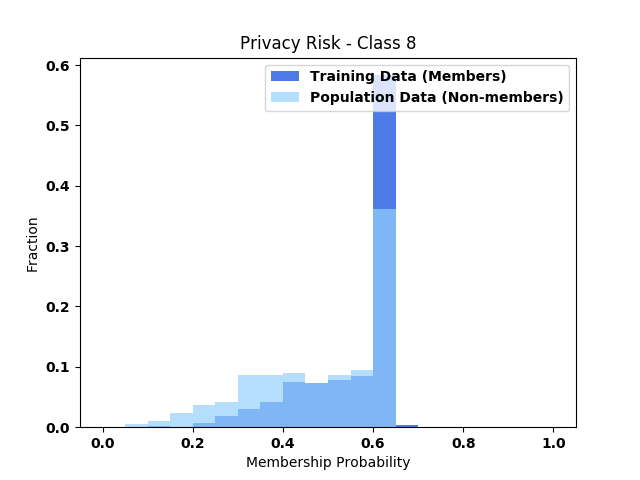 Privacy Risk - Class 8
Training Data (Members)
Population Data (Non-members)
0.6
0.5
0.4
0.3
0.2
0.1
0.0
Fraction
0.0 0.2 0.4 0.6 0.8 1.0
Membership Probability